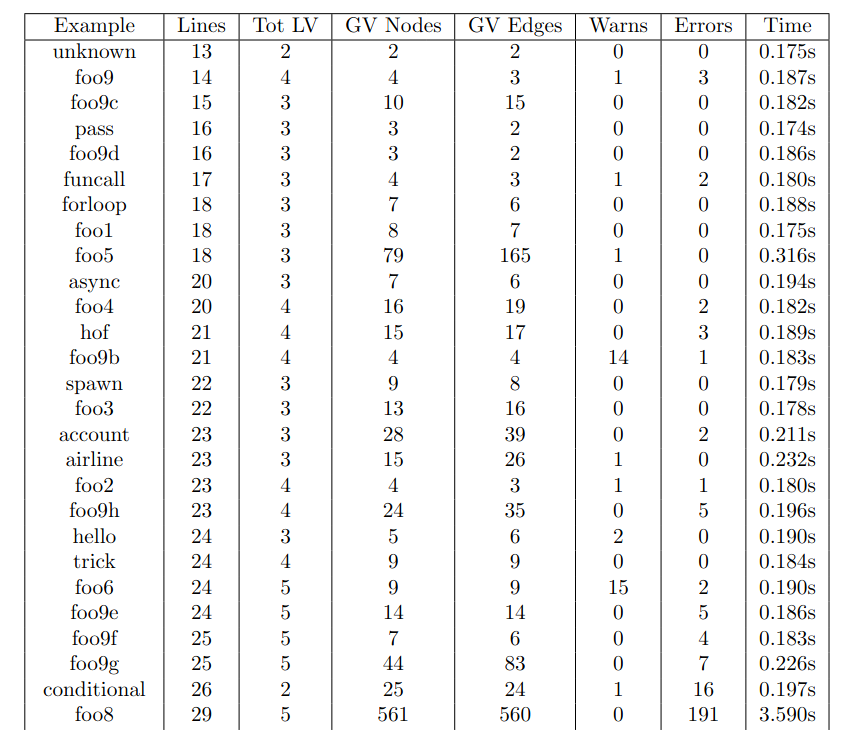 Example Lines Tot LV GV Nodes GV Edges Warns Errors Time
unknown 13 2 2 2 0 0 0.175s
foo9 14 4 4 3 1 3 0.187s
foo9c 15 3 10 15 0 0 0.182s
pass 16 3 3 2 0 0 0.174s
foo9d 16 3 3 2 0 0 0.186s
funcall 17 3 4 3 1 2 0.180s
forloop 18 3 7 6 0 0 0.188s
foo1 18 3 8 7 0 0 0.175s
foo5 18 3 79 165 1 0 0.316s
async 20 3 7 6 0 0 0.194s
foo4 20 4 16 19 0 2 0.182s
hof 21 4 15 17 0 3 0.189s
foo9b 21 4 4 4 14 1 0.183s
spawn 22 3 9 8 0 0 0.179s
foo3 22 3 13 16 0 0 0.178s
account 23 3 28 39 0 2 0.211s
airline 23 3 15 26 1 0 0.232s
foo2 23 4 4 3 1 1 0.180s
foo9h 23 4 24 35 0 5 0.196s
hello 24 3 5 6 2 0 0.190s
trick 24 4 9 9 0 0 0.184s
foo6 24 5 9 9 15 2 0.190s
foo9e 24 5 14 14 0 5 0.186s
foo9f 25 5 7 6 0 4 0.183s
foo9g 25 5 44 83 0 7 0.226s
conditional 26 2 25 24 1 16 0.197s
foo8 29 5 561 560 0 191 3.590s